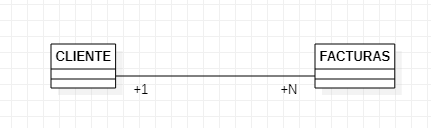 CLIENTE
FACTURAS
+1
+N